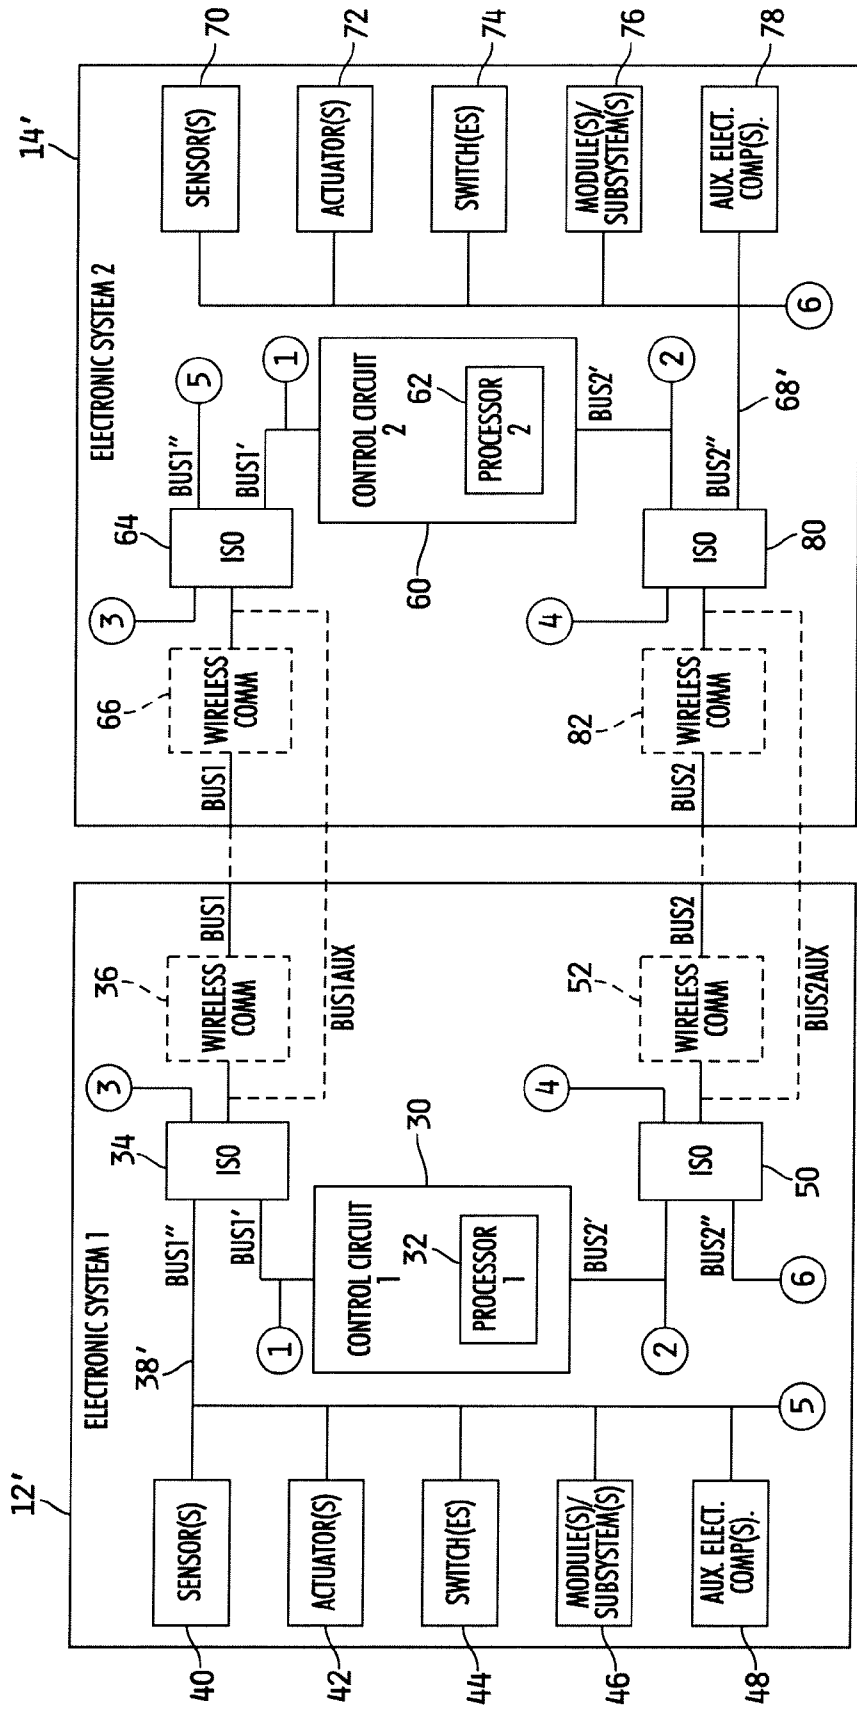 12'
ELECTRONIC SYSTEM 1
40
SENSOR(S)
42
ACTUATOR(S)
44
SWITCH(ES)
46
MODULE(S)/
SUBSYSTEM(S)
48
AUX. ELECT.
COMP(S).
38'
5
BUS1"
BUS1'
1
34
ISO
3
30
CONTROL CIRCUIT
1
32
PROCESSOR
1
BUS2'
2
BUS2"
6
50
ISO
4
36
WIRELESS
COMM
BUS1
BUS1AUX
52
WIRELESS
COMM
BUS2
BUS2AUX
14'
ELECTRONIC SYSTEM 2
BUS1
66
WIRELESS
COMM
3
64
ISO
BUS1"
5
BUS1'
1
60
CONTROL CIRCUIT
2
62
PROCESSOR
2
BUS2'
2
BUS2
82
WIRELESS
COMM
4
ISO
80
BUS2"
68'
6
SENSOR(S)
70
ACTUATOR(S)
72
SWITCH(ES)
74
MODULE(S)/
SUBSYSTEM(S)
76
AUX. ELECT.
COMP(S).
78